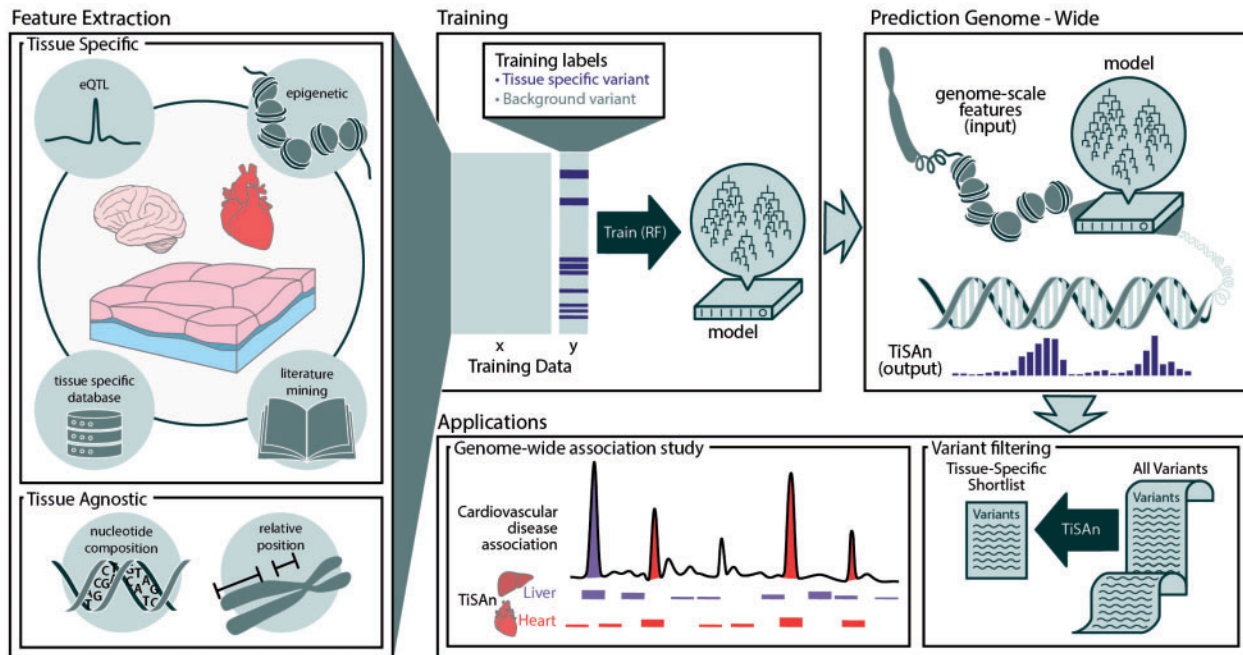 Feature Extraction
Tissue Specific
eQTL
epigenetic
tissue specific
database
literature
mining
Tissue Agnostic
nucleotide
composition
relative
position
Training
Training labels
• Tissue specific variant
• Background variant
Train (RF)
model
x
y
Training Data
Prediction Genome - Wide
model
genome-scale
features
(input)
TiSAn
(output)
Applications
Genome-wide association study
Cardiovascular
disease
association
TiSAn
Liver
Heart
Variant filtering
Tissue-Specific
Shortlist
All Variants
Variants
TiSAn
Variants